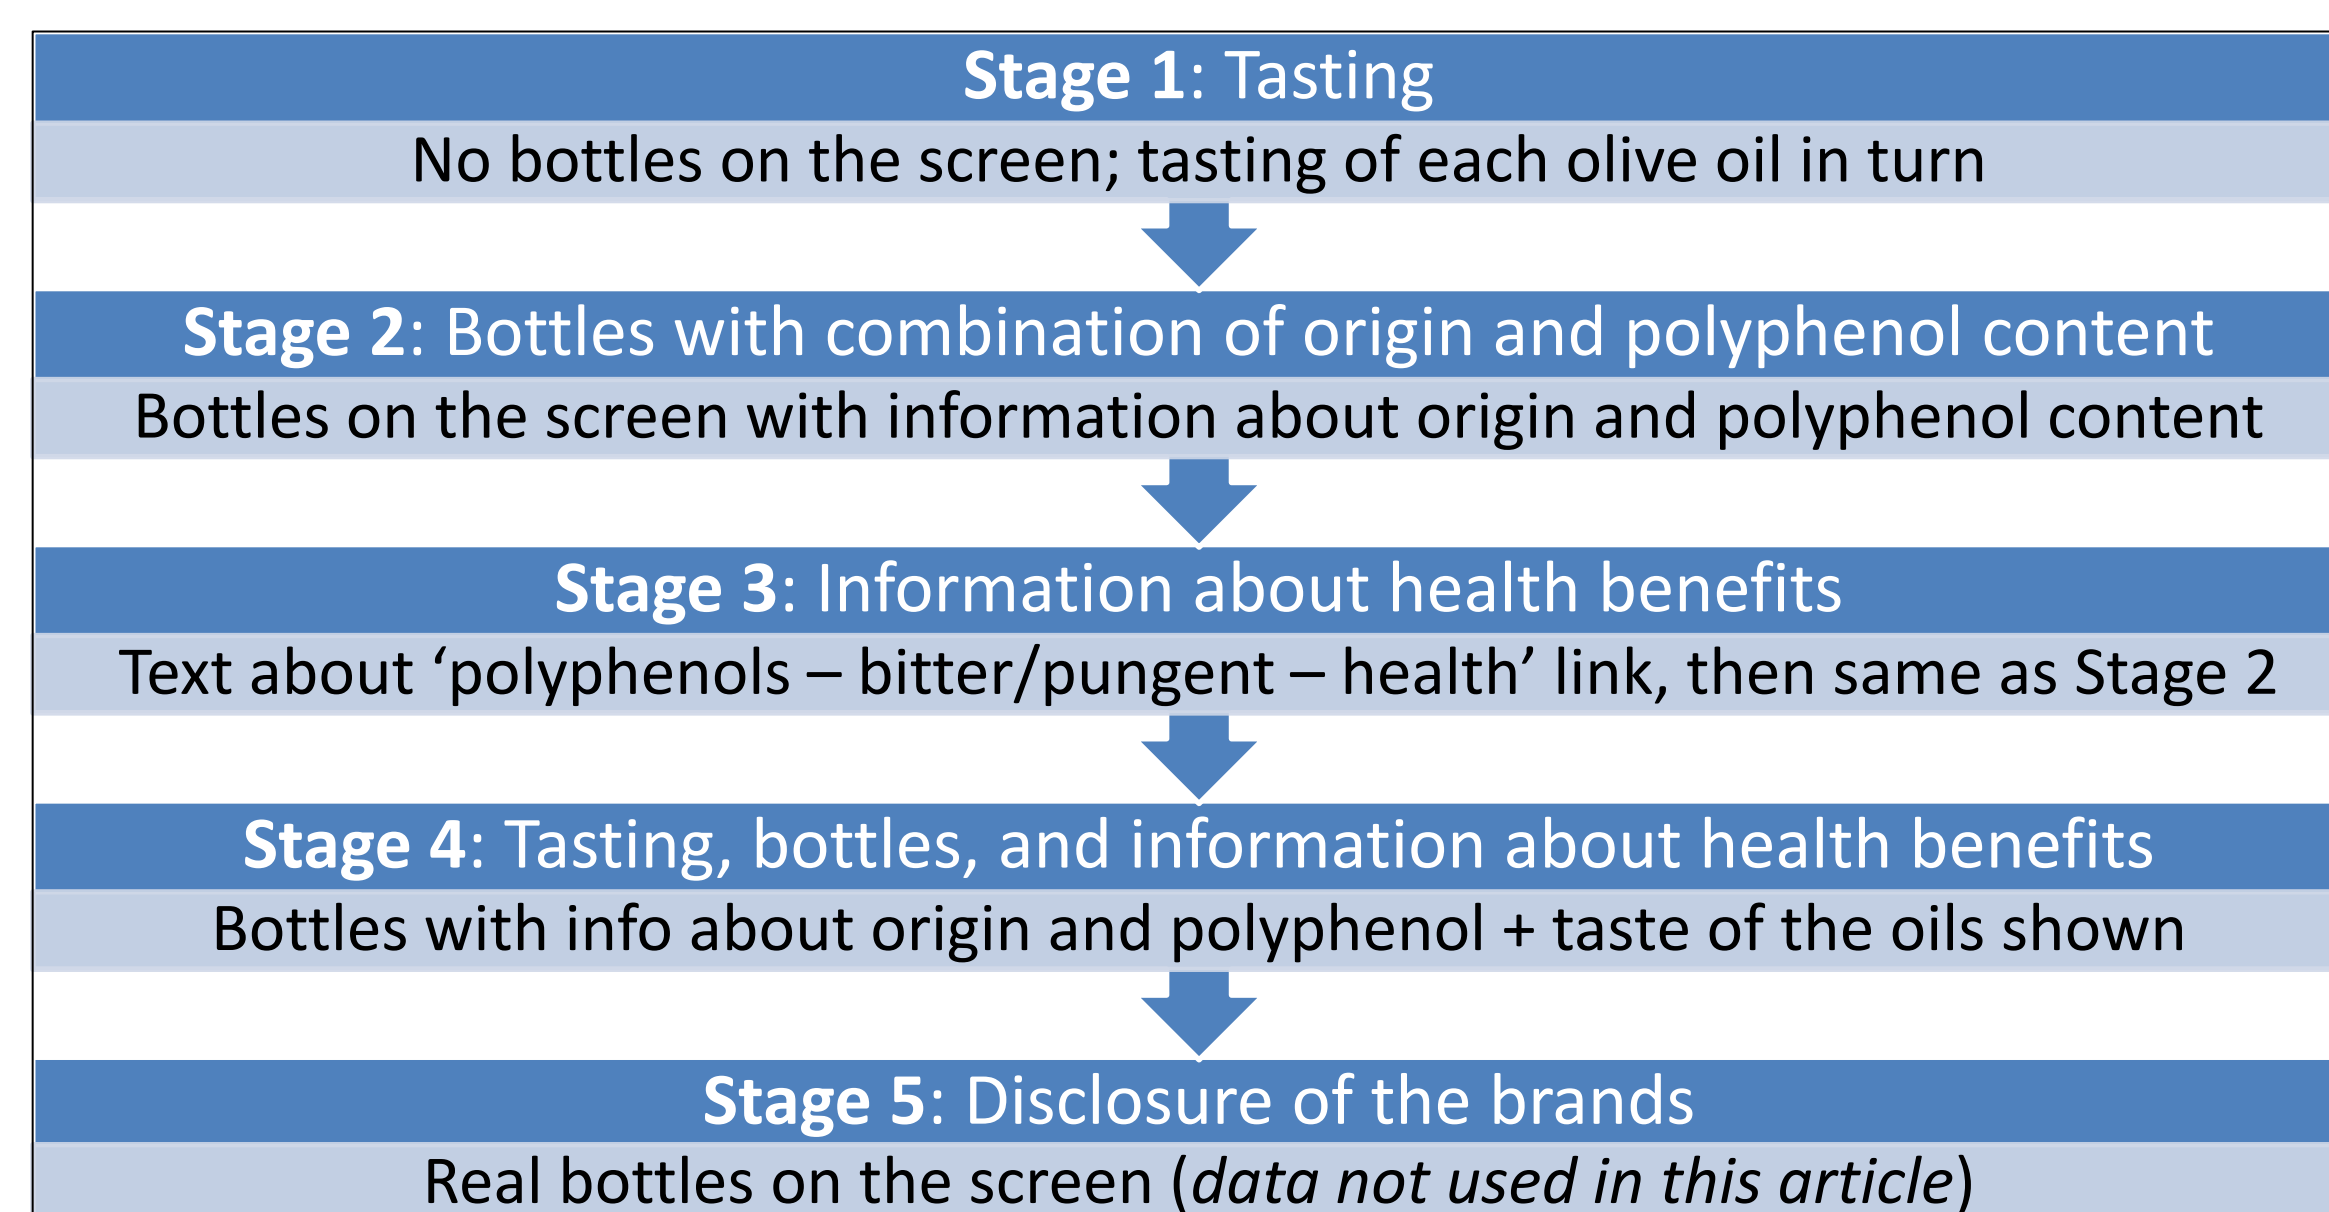 Stage 1: Tasting
No bottles on the screen; tasting of each olive oil in turn
Stage 2: Bottles with combination of origin and polyphenol content
Bottles on the screen with information about origin and polyphenol content
Stage 3: Information about health benefits
Text about ‘polyphenols – bitter/pungent – health’ link, then same as Stage 2
Stage 4: Tasting, bottles, and information about health benefits
Bottles with info about origin and polyphenol + taste of the oils shown
Stage 5: Disclosure of the brands
Real bottles on the screen (data not used in this article)